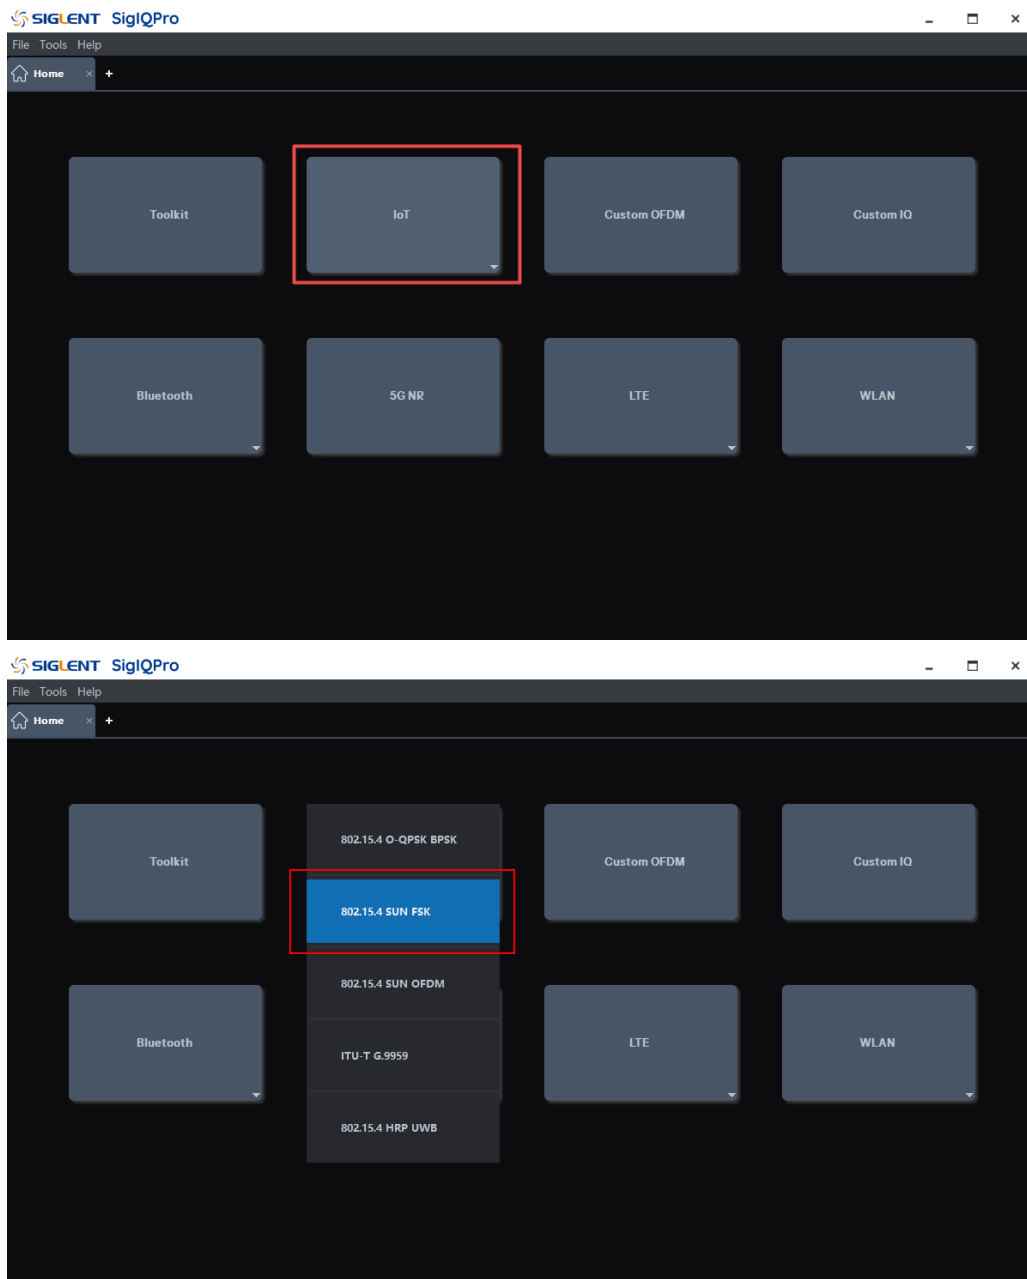 SIGLENT SigIQPro
File Tools Help
Home × +
Toolkit
IoT
Custom OFDM
Custom IQ
Bluetooth
5G NR
LTE
WLAN
SIGLENT SigIQPro
File Tools Help
Home × +
Toolkit
802.15.4 O-QPSK BPSK
802.15.4 SUN FSK
802.15.4 SUN OFDM
ITU-T G.9959
802.15.4 HRP UWB
Custom OFDM
Custom IQ
Bluetooth
LTE
WLAN